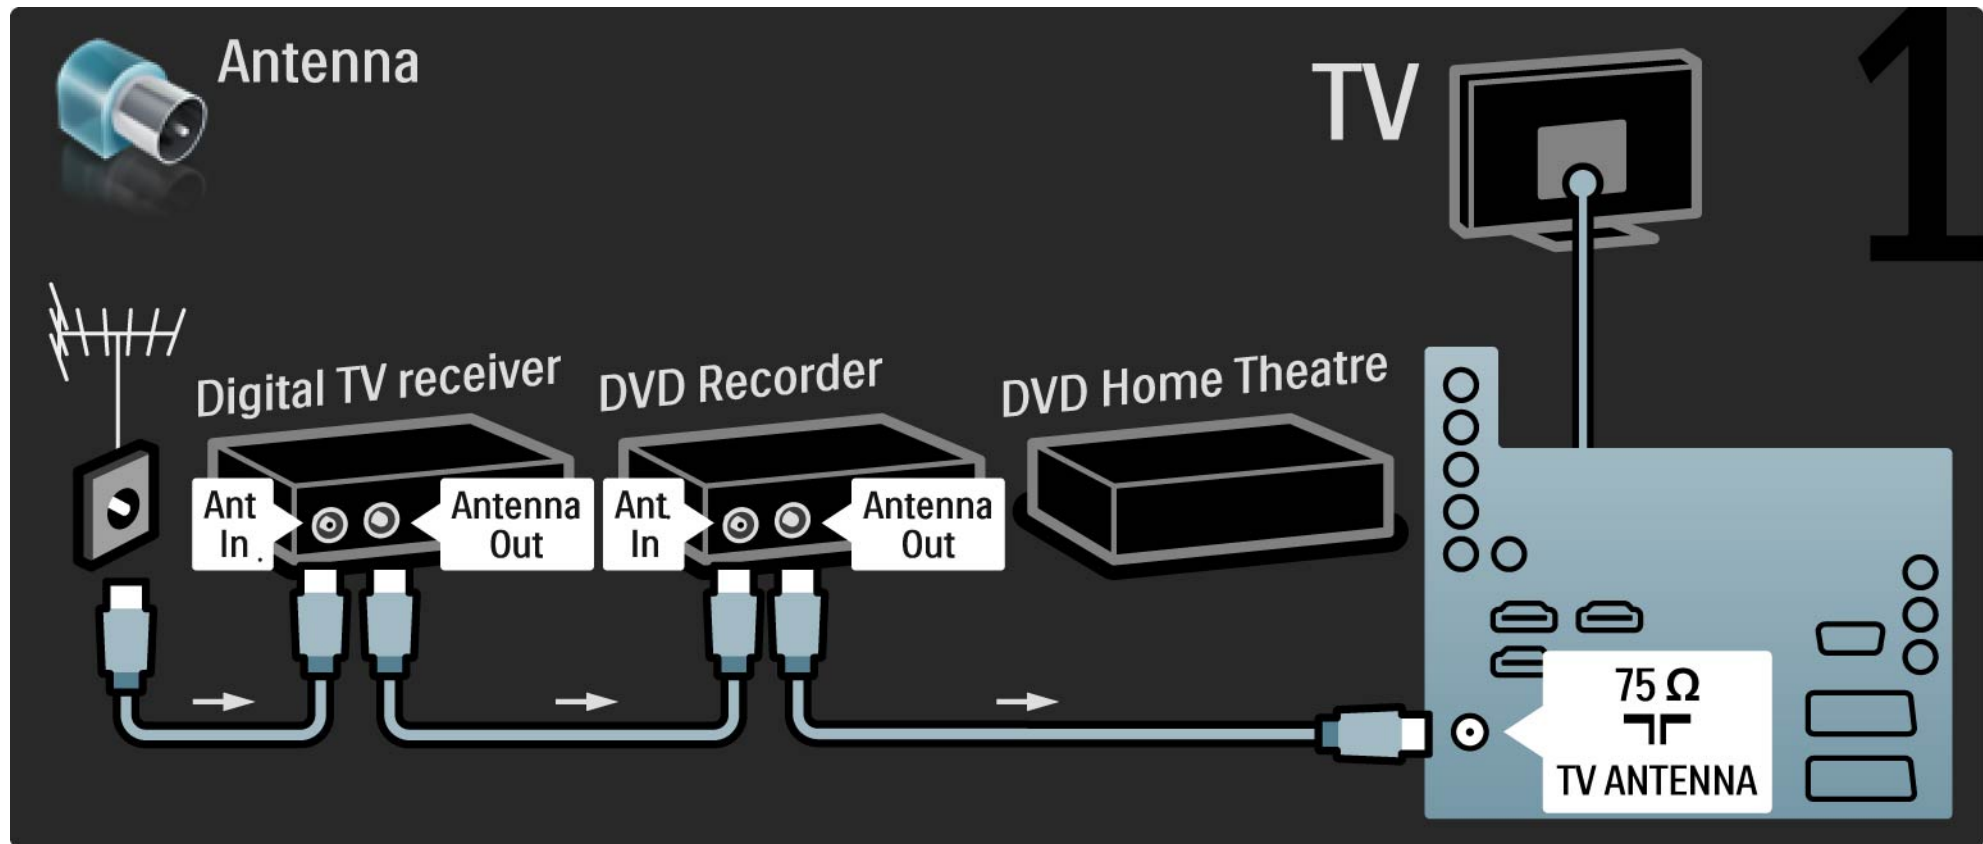 Antenna
TV
1
Digital TV receiver
DVD Recorder
DVD Home Theatre
Ant
In .
Antenna
Out
Ant.
In
Antenna
Out
75 Ω
TV ANTENNA